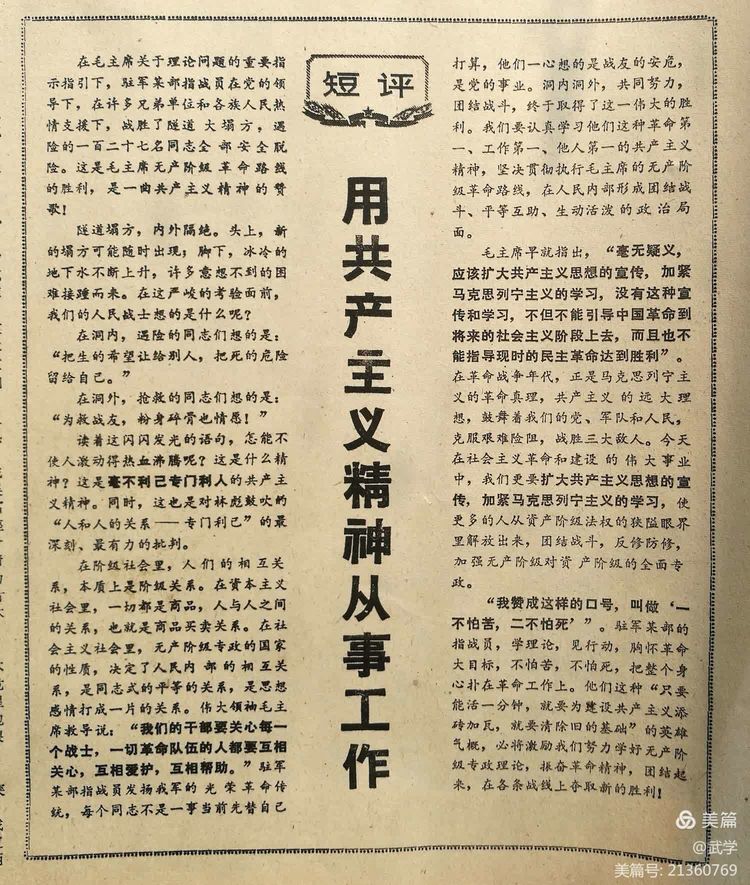 短评
用共产主义精神从事工作
在毛主席关于理论问题的重要指
示指引下，驻军某部指战员在党的领
导下，在许多兄弟单位和各族人民热
情支援下，战胜了隧道大塌方，遇
险的一百二十七名同志全部安全脱
险。这是毛主席无产阶级革命路线
的胜利，是一曲共产主义精神的赞
歌！
隧道塌方，内外隔绝。头上，新
的塌方可能随时出现；脚下，冰冷的
地下水不断上升，许多意想不到的困
难接踵而来。在这严峻的考验面前，
我们的人民战士想的是什么呢？
在洞内，遇险的同志们想的是：
“把生的希望让给别人，把死的危险
留给自己。”
在洞外，抢救的同志们想的是：
“为救战友，粉身碎骨也情愿！”
读着这闪闪发光的语句，怎能不
使人激动得热血沸腾呢？这是什么精
神？这是毫不利己专门利人的共产主
义精神。同时，这也是对林彪鼓吹的
“人和人的关系——专门利己”的最
深刻、最有力的批判。
在阶级社会里，人们的相互关
系，本质上是阶级关系。在资本主义
社会里，一切都是商品，人与人之间
的关系，也就是商品买卖关系。在社
会主义社会里，无产阶级专政的国家
的性质，决定了人民内部的相互关
系，是同志式的平等的关系，是思想
感情打成一片的关系。伟大领袖毛主
席教导说：“我们的干部要关心每一
个战士，一切革命队伍的人都要互相
关心，互相爱护，互相帮助。”驻军
某部指战员发扬我军的光荣革命传
统，每个同志不是一事当前先替自己
打算，他们一心想的是战友的安危，
是党的事业。洞内洞外，共同努力，
团结战斗，终于取得了这一伟大的胜
利。我们要认真学习他们这种革命第
一、工作第一、他人第一的共产主义
精神，坚决贯彻执行毛主席的无产阶
级革命路线，在人民内部形成团结战
斗、平等互助、生动活泼的政治局
面。
毛主席早就指出，“毫无疑义，
应该扩大共产主义思想的宣传，加紧
马克思列宁主义的学习，没有这种宣
传和学习，不但不能引导中国革命到
将来的社会主义阶段上去，而且也不
能指导现时的民主革命达到胜利”。
在革命战争年代，正是马克思列宁主
义的革命真理，共产主义的远大理
想，鼓舞着我们的党、军队和人民，
克服艰难险阻，战胜三大敌人。今天
在社会主义革命和建设的伟大事业
中，我们更要扩大共产主义思想的宣
传，加紧马克思列宁主义的学习，使
更多的人从资产阶级法权的狭隘眼界
里解放出来，团结战斗，反修防修，
加强无产阶级对资产阶级的全面专
政。
“我赞成这样的口号，叫做‘一
不怕苦，二不怕死’”。驻军某部的
指战员，学理论，见行动，胸怀革命
大目标，不怕苦，不怕死，把整个身
心扑在革命工作上。他们这种“只要
能活一分钟，就要为建设共产主义添
砖加瓦，就要清除旧的基础”的英雄
气概，必将激励我们努力学好无产阶
级专政理论，振奋革命精神，团结起
来，在各条战线上夺取新的胜利！
美篇
@武学
美篇号: 21360769